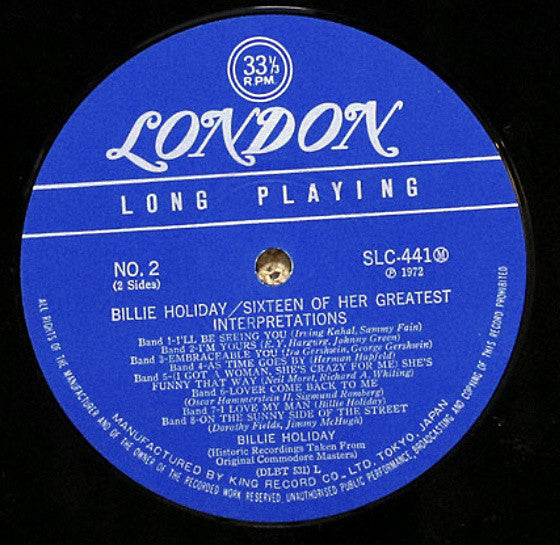 33⅓
R.P.M.
LONDON
LONG PLAYING
NO. 2
(2 Sides)
SLC-441 Ⓜ
Ⓟ 1972
BILLIE HOLIDAY/SIXTEEN OF HER GREATEST
INTERPRETATIONS
Band 1-I'LL BE SEEING YOU (Irving Kahal, Sammy Fain)
Band 2-I'M YOURS (E. Y. Hargurg, Johnny Green)
Band 3-EMBRACEABLE YOU (Ira Gershwin, George Gershwin)
Band 4-AS TIME GOES BY (Herman Hupfeld)
Band 5-(I GOT A WOMAN, SHE'S CRAZY FOR ME) SHE'S
FUNNY THAT WAY (Neil Moret, Richard A. Whiting)
Band 6-LOVER COME BACK TO ME
(Oscar Hammerstein II, Sigmund Romberg)
Band 7-I LOVE MY MAN (Billie Holiday)
Band 8-ON THE SUNNY SIDE OF THE STREET
(Dorothy Fields, Jimmy McHugh)
BILLIE HOLIDAY
(Historic Recordings Taken From
Original Commodore Masters)
(DLBT 531) L
MANUFACTURED BY KING RECORD CO.-LTD. TOKYO. JAPAN
ALL RIGHTS OF THE MANUFACTURER AND OF THE OWNER OF THE RECORDED WORK RESERVED. UNAUTHORISED PUBLIC PERFORMANCE, BROADCASTING AND COPYING OF THIS RECORD PROHIBITED